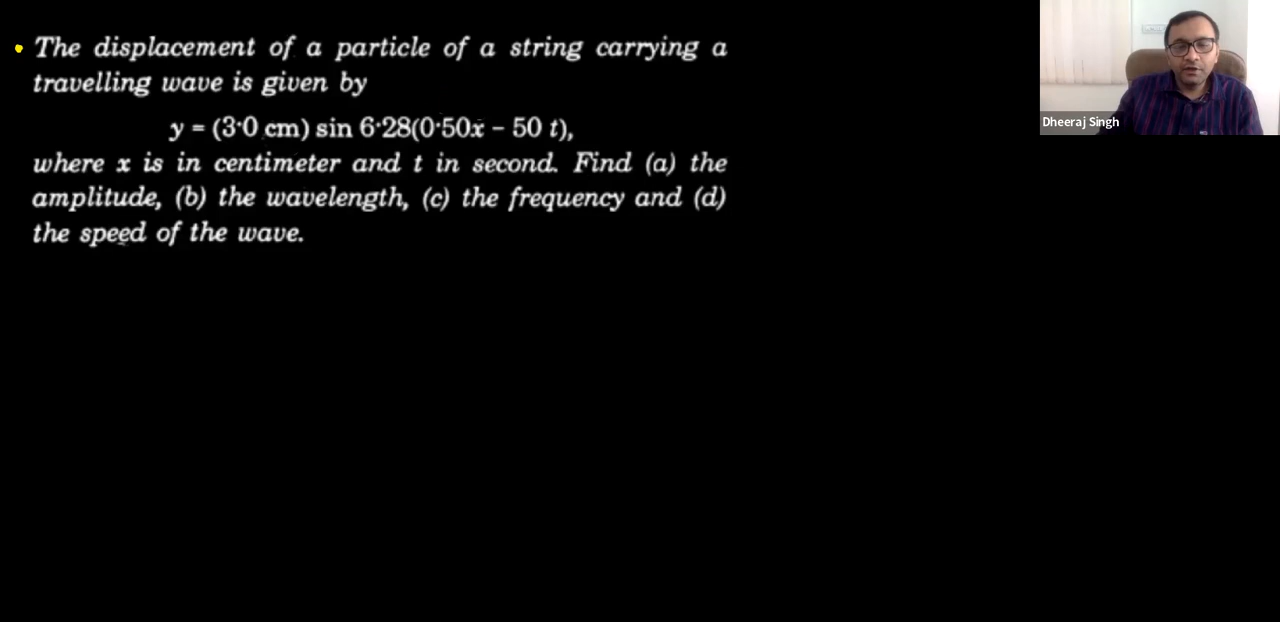 The displacement of a particle of a string carrying a
travelling wave is given by
y = (3·0 cm) sin 6·28(0·50x − 50 t),
where x is in centimeter and t in second. Find (a) the
amplitude, (b) the wavelength, (c) the frequency and (d)
the speed of the wave.
Dheeraj Singh